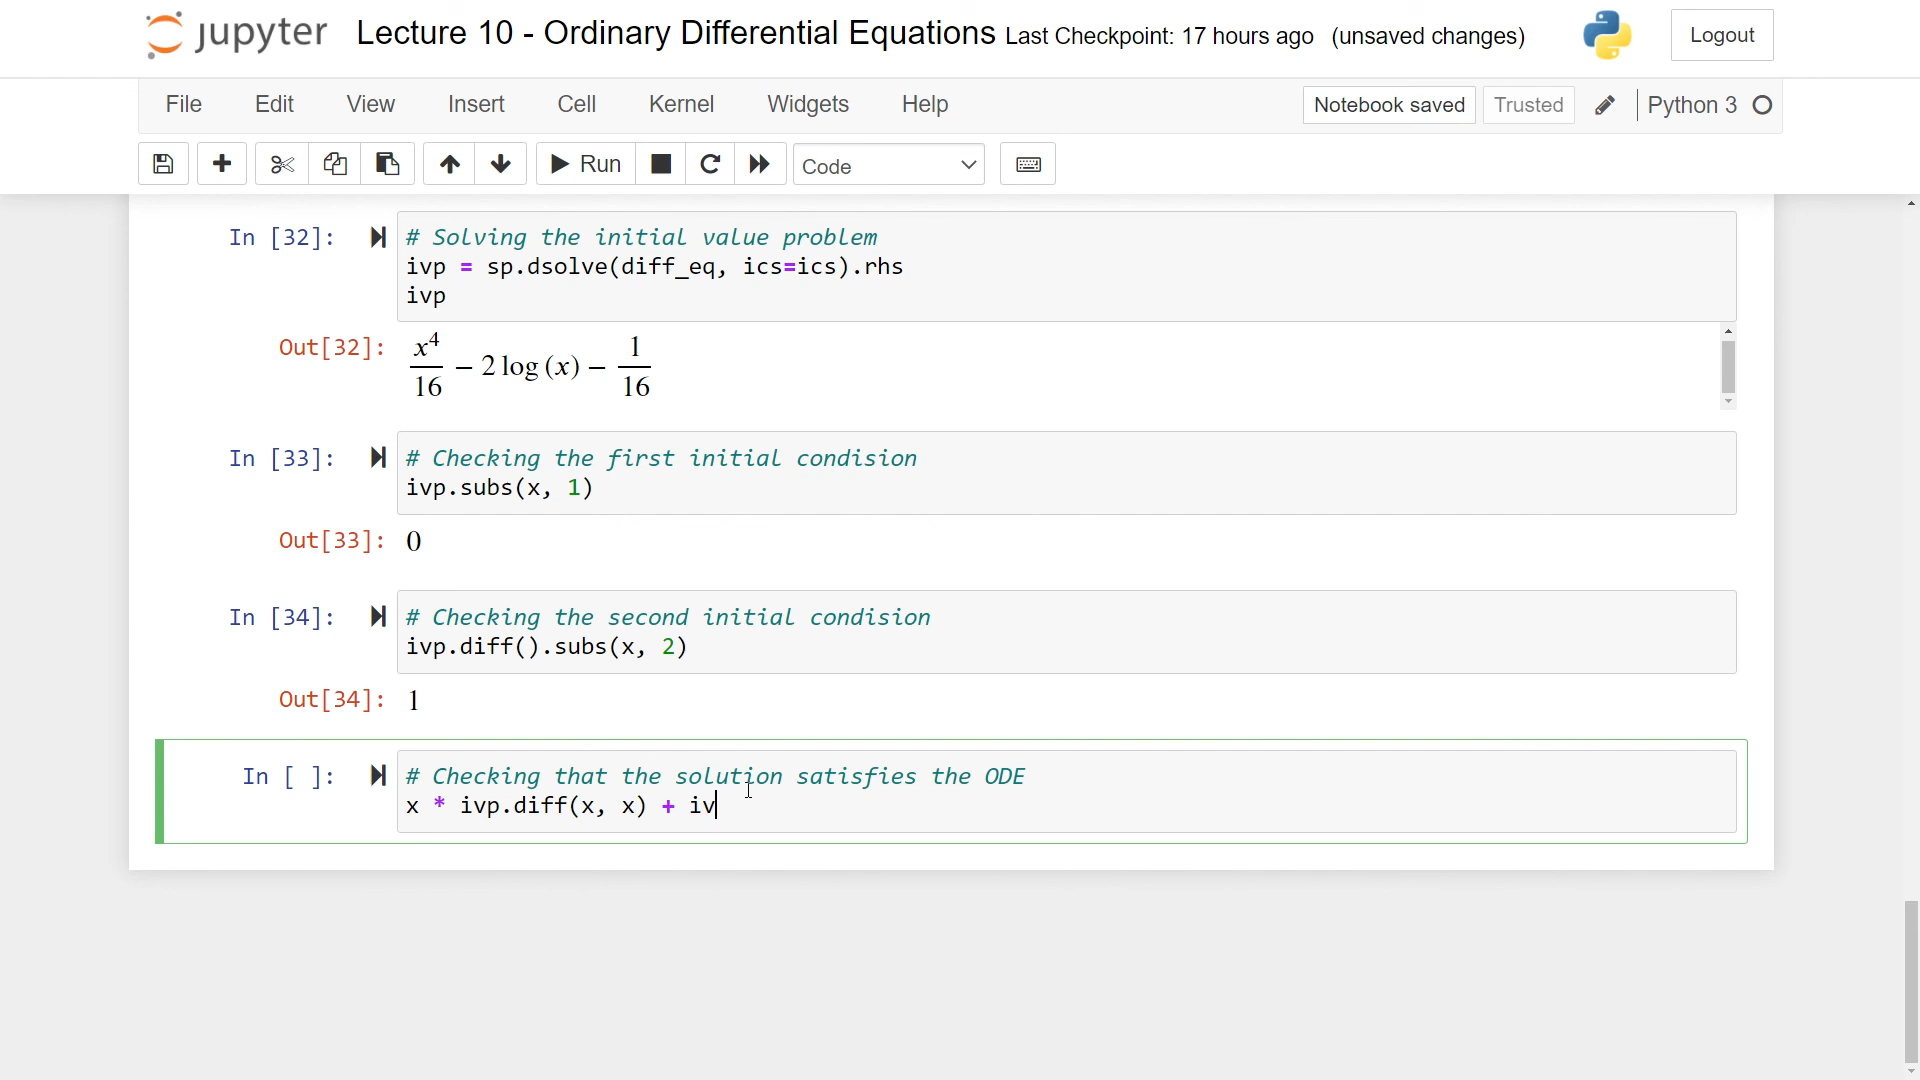 jupyter Lecture 10 - Ordinary Differential Equations Last Checkpoint: 17 hours ago (unsaved changes) Logout
File Edit View Insert Cell Kernel Widgets Help Notebook saved Trusted Python 3
Run Code
In [32]: # Solving the initial value problem
ivp = sp.dsolve(diff_eq, ics=ics).rhs
ivp
Out[32]: x⁴/16 − 2 log (x) − 1/16
In [33]: # Checking the first initial condision
ivp.subs(x, 1)
Out[33]: 0
In [34]: # Checking the second initial condision
ivp.diff().subs(x, 2)
Out[34]: 1
In [ ]: # Checking that the solution satisfies the ODE
x * ivp.diff(x, x) + iv